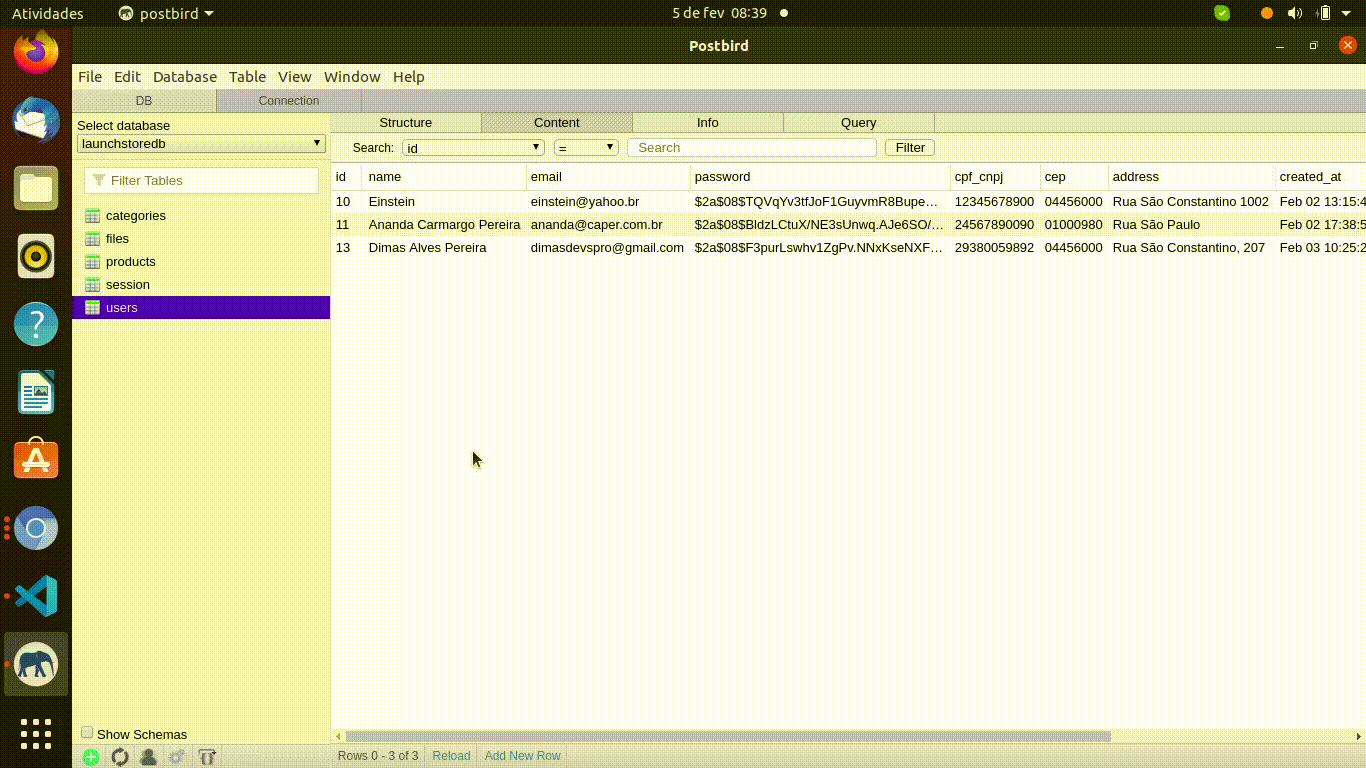 Atividades postbird 5 de fev 08:39
Postbird
File Edit Database Table View Window Help
DB Connection
Select database
launchstoredb
Filter Tables
categories
files
products
session
users
Show Schemas
Structure Content Info Query
Search: id = Search Filter
id name email password cpf_cnpj cep address created_at
10 Einstein einstein@yahoo.br $2a$08$TQVqYv3tfJoF1GuyvmR8Bupe… 12345678900 04456000 Rua São Constantino 1002 Feb 02 13:15:4
11 Ananda Carmargo Pereira ananda@caper.com.br $2a$08$BldzLCtuX/NE3sUnwq.AJe6SO/… 24567890090 01000980 Rua São Paulo Feb 02 17:38:5
13 Dimas Alves Pereira dimasdevspro@gmail.com $2a$08$F3purLswhv1ZgPv.NNxKseNXF… 29380059892 04456000 Rua São Constantino, 207 Feb 03 10:25:2
Rows 0 - 3 of 3 Reload Add New Row